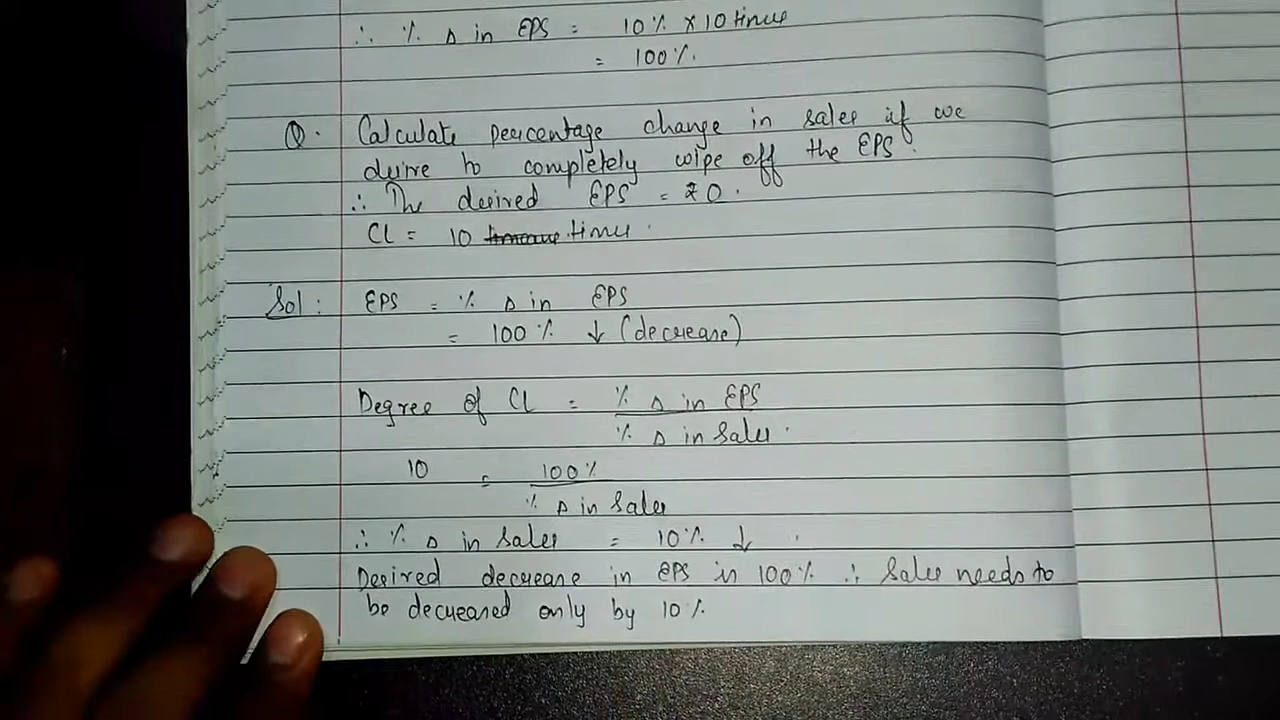 ∴ % Δ in EPS = 10% × 10 times
= 100%.
Q. Calculate percentage change in sales if we
desire to completely wipe off the EPS.
∴ The desired EPS = ₹0.
CL = 10 times.
Sol: EPS = % Δ in EPS
= 100% ↓ (decrease)
Degree of CL = % Δ in EPS
% Δ in Sales.
10 = 100%
% Δ in Sales
∴ % Δ in Sales = 10% ↓
Desired decrease in EPS is 100% ∴ Sales needs to
be decreased only by 10%